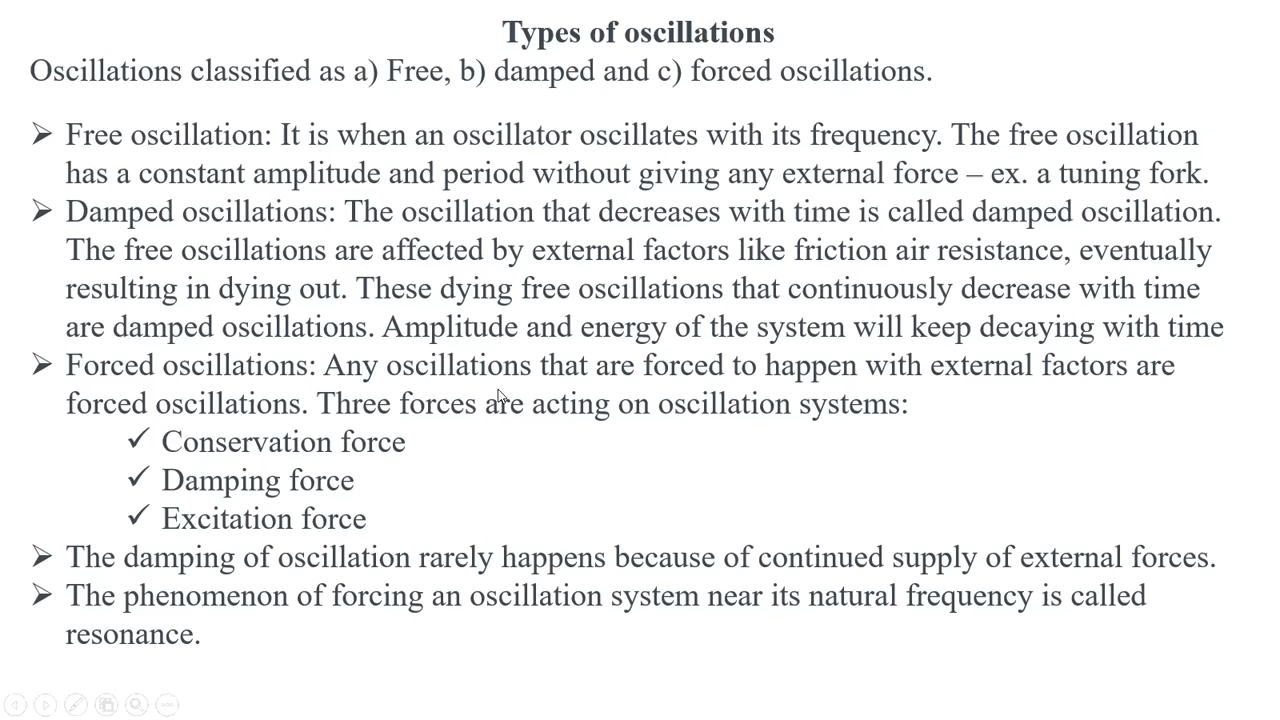 Types of oscillations
Oscillations classified as a) Free, b) damped and c) forced oscillations.
➢ Free oscillation: It is when an oscillator oscillates with its frequency. The free oscillation
has a constant amplitude and period without giving any external force – ex. a tuning fork.
➢ Damped oscillations: The oscillation that decreases with time is called damped oscillation.
The free oscillations are affected by external factors like friction air resistance, eventually
resulting in dying out. These dying free oscillations that continuously decrease with time
are damped oscillations. Amplitude and energy of the system will keep decaying with time
➢ Forced oscillations: Any oscillations that are forced to happen with external factors are
forced oscillations. Three forces are acting on oscillation systems:
✓ Conservation force
✓ Damping force
✓ Excitation force
➢ The damping of oscillation rarely happens because of continued supply of external forces.
➢ The phenomenon of forcing an oscillation system near its natural frequency is called
resonance.